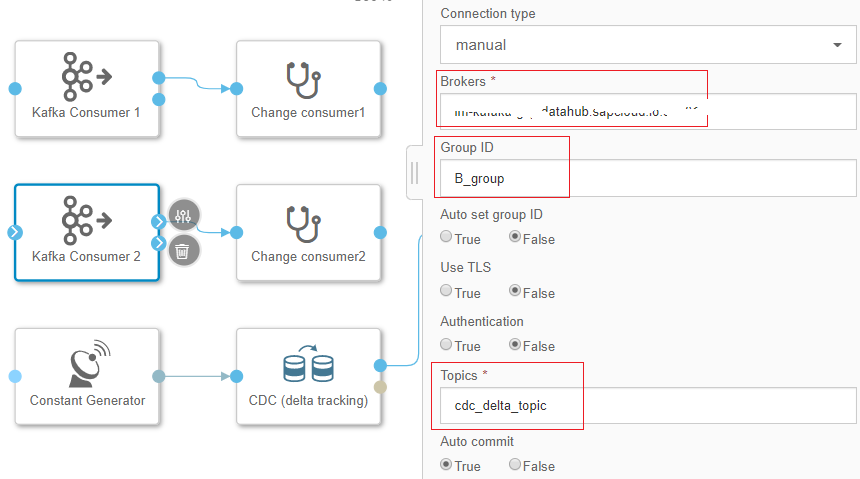 Kafka Consumer 1
Change consumer1
Kafka Consumer 2
Change consumer2
Constant Generator
CDC (delta tracking)
Connection type
manual
Brokers *
datahub.sapcloud.io
Group ID
B_group
Auto set group ID
True False
Use TLS
True False
Authentication
True False
Topics *
cdc_delta_topic
Auto commit
True False